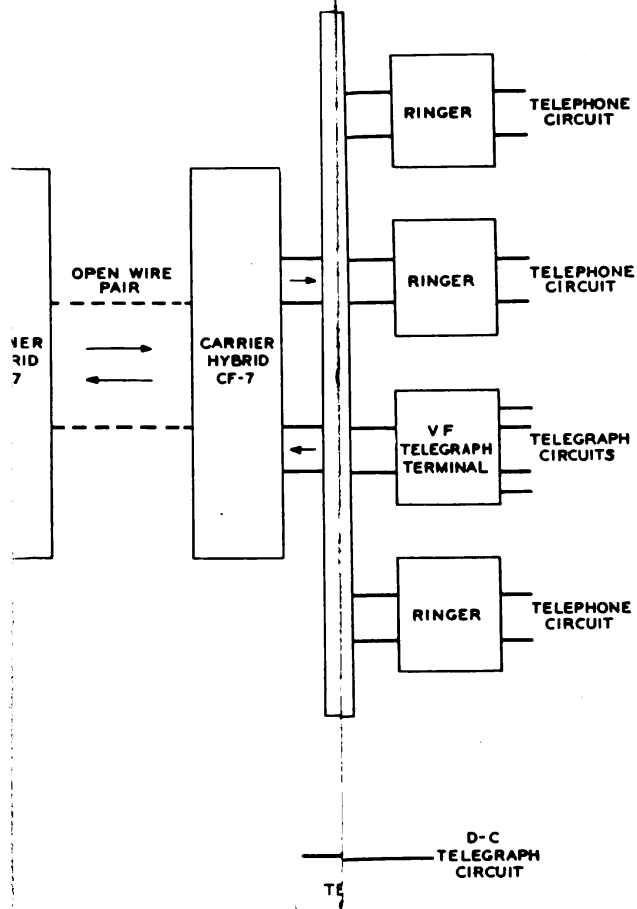 RINGER
TELEPHONE
CIRCUIT
OPEN WIRE
PAIR
RINGER
TELEPHONE
CIRCUIT
CARRIER
HYBRID
CF-7
7
VF
TELEGRAPH
TERMINAL
TELEGRAPH
CIRCUITS
RINGER
TELEPHONE
CIRCUIT
D-C
TELEGRAPH
CIRCUIT